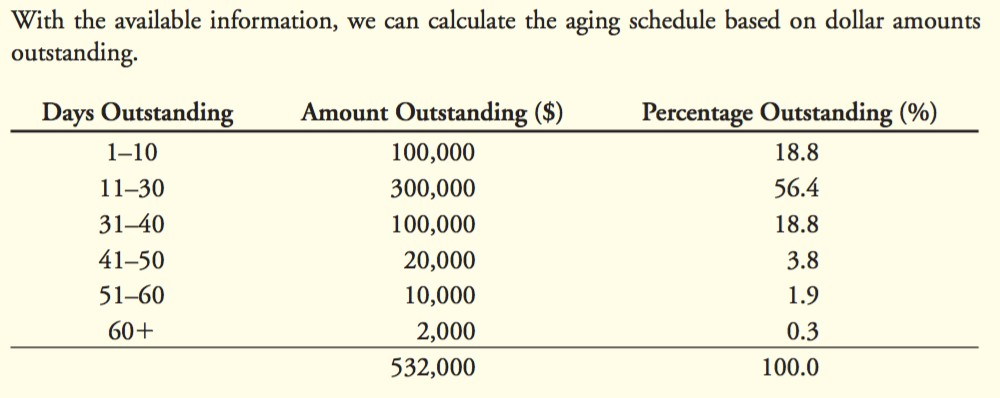 With the available information, we can calculate the aging schedule based on dollar amounts
outstanding.
Days Outstanding Amount Outstanding ($) Percentage Outstanding (%)
1–10 100,000 18.8
11–30 300,000 56.4
31–40 100,000 18.8
41–50 20,000 3.8
51–60 10,000 1.9
60+ 2,000 0.3
532,000 100.0